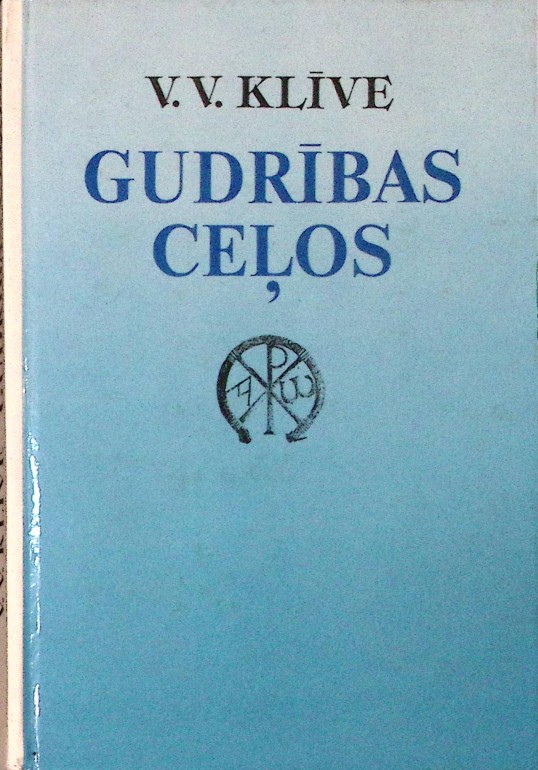 V. V. KLĪVE
GUDRĪBAS
CEĻOS